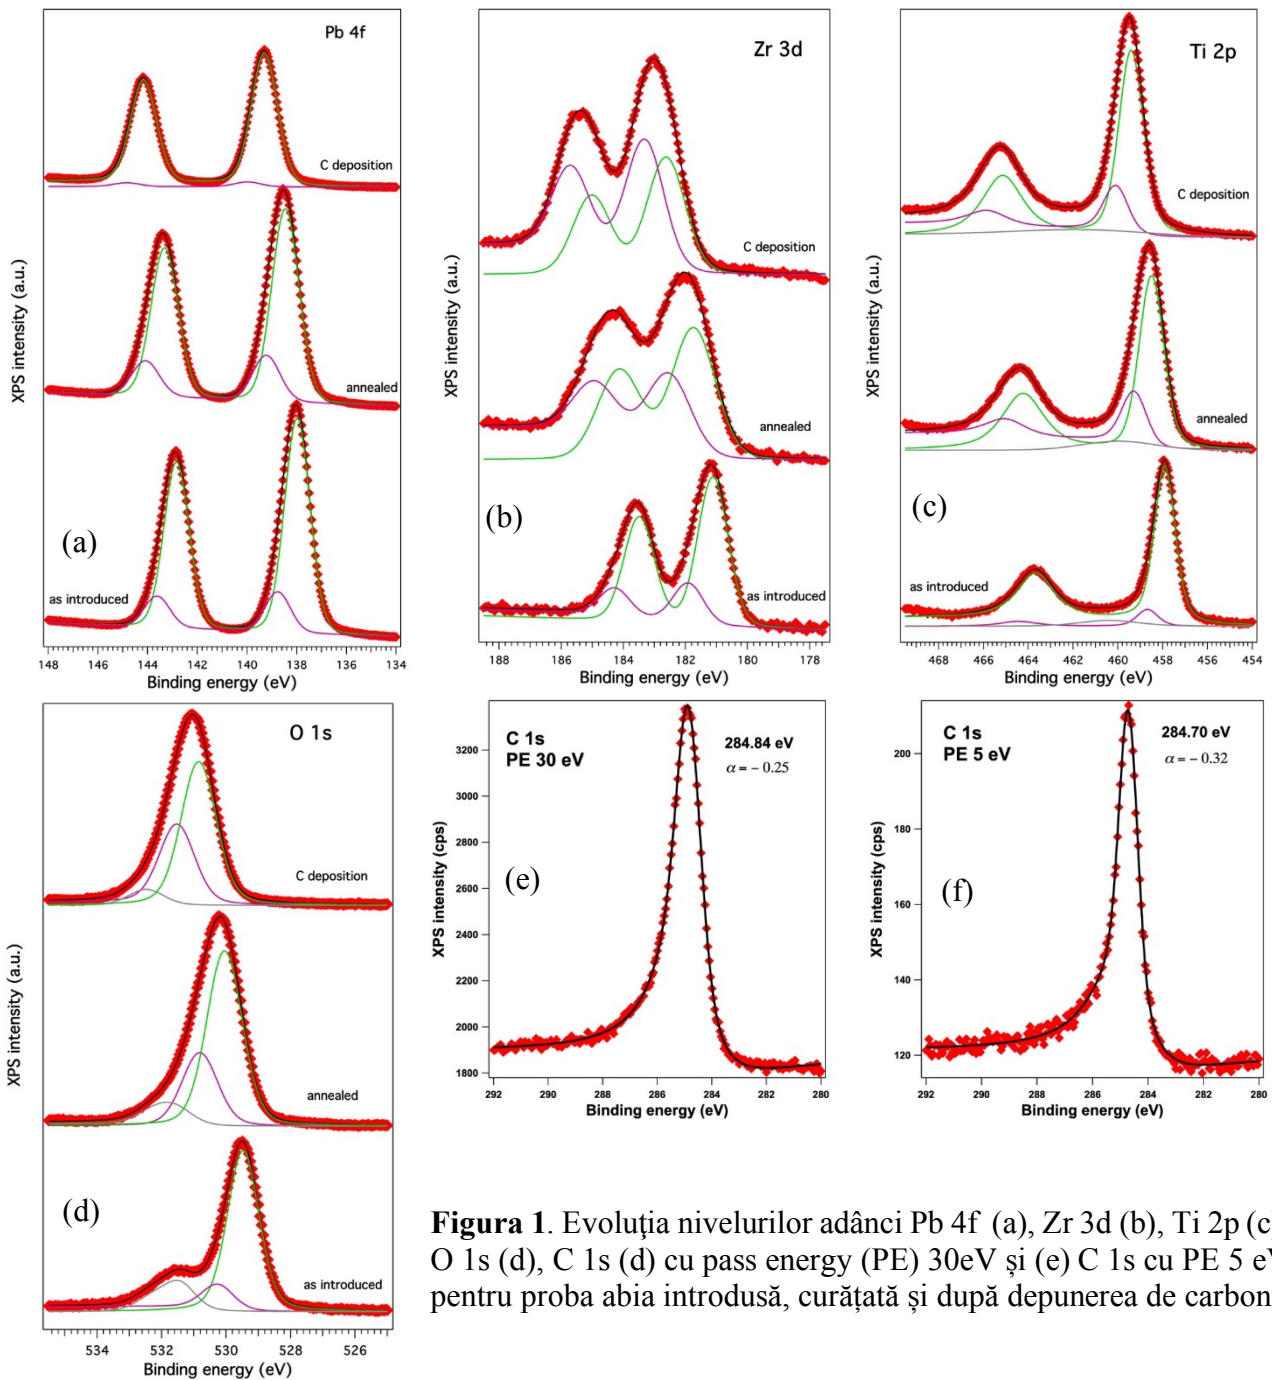 Pb 4f
C deposition
annealed
(a)
as introduced
XPS intensity (a.u.)
148 146 144 142 140 138 136 134
Binding energy (eV)
Zr 3d
C deposition
annealed
(b)
as introduced
XPS intensity (a.u.)
188 186 184 182 180 178
Binding energy (eV)
Ti 2p
C deposition
annealed
(c)
as introduced
XPS intensity (a.u.)
468 466 464 462 460 458 456 454
Binding energy (eV)
O 1s
C deposition
annealed
(d)
as introduced
XPS intensity (a.u.)
534 532 530 528 526
Binding energy (eV)
C 1s
PE 30 eV
284.84 eV
α = − 0.25
(e)
XPS intensity (cps)
3200
3000
2800
2600
2400
2200
2000
1800
292 290 288 286 284 282 280
Binding energy (eV)
C 1s
PE 5 eV
284.70 eV
α = − 0.32
(f)
XPS intensity (cps)
200
180
160
140
120
292 290 288 286 284 282 280
Binding energy (eV)
Figura 1. Evoluția nivelurilor adânci Pb 4f (a), Zr 3d (b), Ti 2p (c)
O 1s (d), C 1s (d) cu pass energy (PE) 30eV și (e) C 1s cu PE 5 eV
pentru proba abia introdusă, curățată și după depunerea de carbon